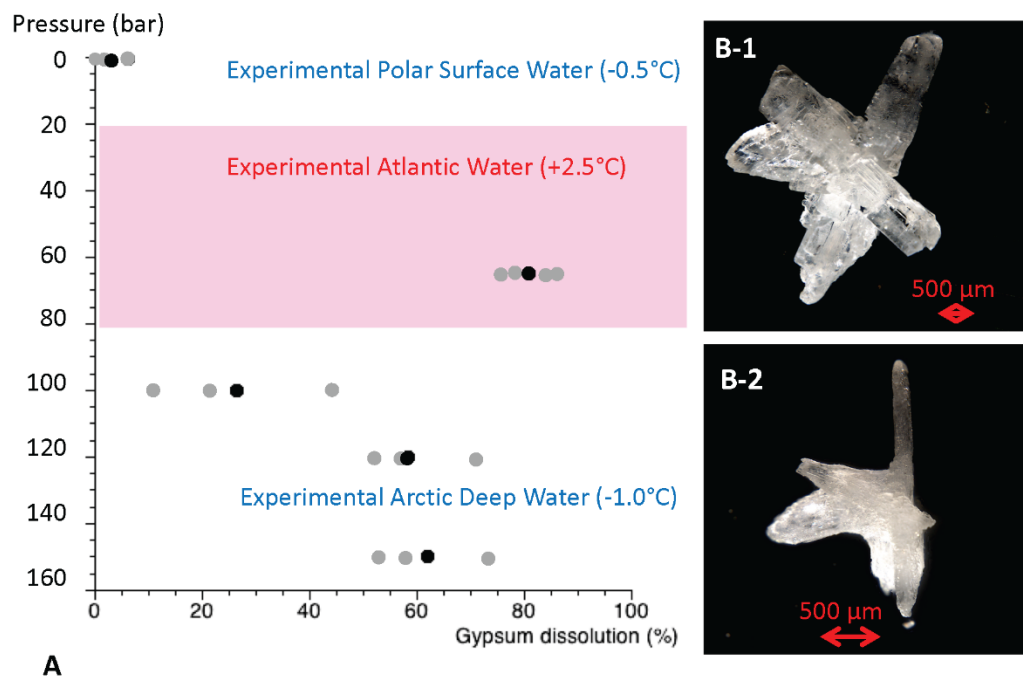 Pressure (bar)
0
20
40
60
80
100
120
140
160
Experimental Polar Surface Water (-0.5°C)
Experimental Atlantic Water (+2.5°C)
Experimental Arctic Deep Water (-1.0°C)
0 20 40 60 80 100
Gypsum dissolution (%)
A
B-1
500 µm
B-2
500 µm